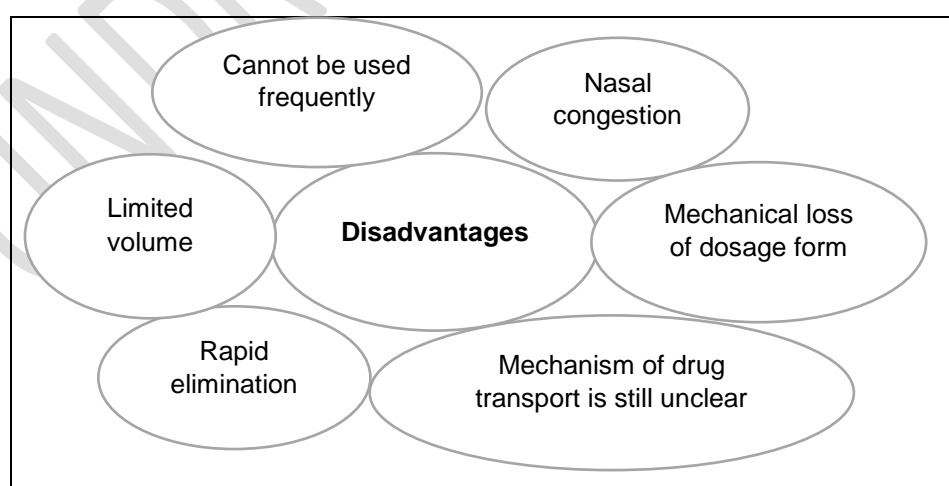 Cannot be used
frequently
Nasal
congestion
Limited
volume
Disadvantages
Mechanical loss
of dosage form
Rapid
elimination
Mechanism of drug
transport is still unclear